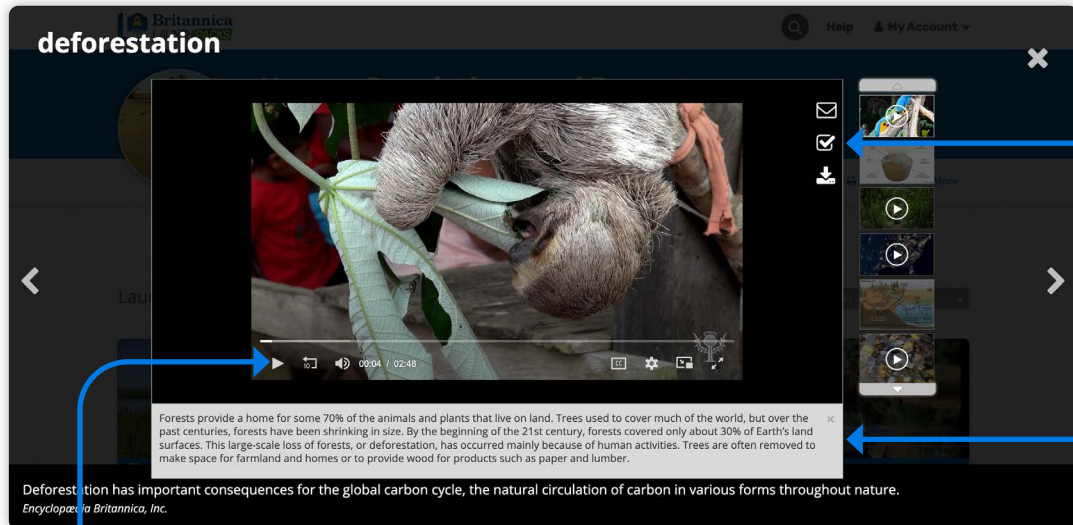 Britannica
LAUNCHPACKS
Help
My Account
deforestation
Lau
More
10
00:04 / 02:48
CC
Forests provide a home for some 70% of the animals and plants that live on land. Trees used to cover much of the world, but over the
past centuries, forests have been shrinking in size. By the beginning of the 21st century, forests covered only about 30% of Earth's land
surfaces. This large-scale loss of forests, or deforestation, has occurred mainly because of human activities. Trees are often removed to
make space for farmland and homes or to provide wood for products such as paper and lumber.
Deforestation has important consequences for the global carbon cycle, the natural circulation of carbon in various forms throughout nature.
Encyclopædia Britannica, Inc.